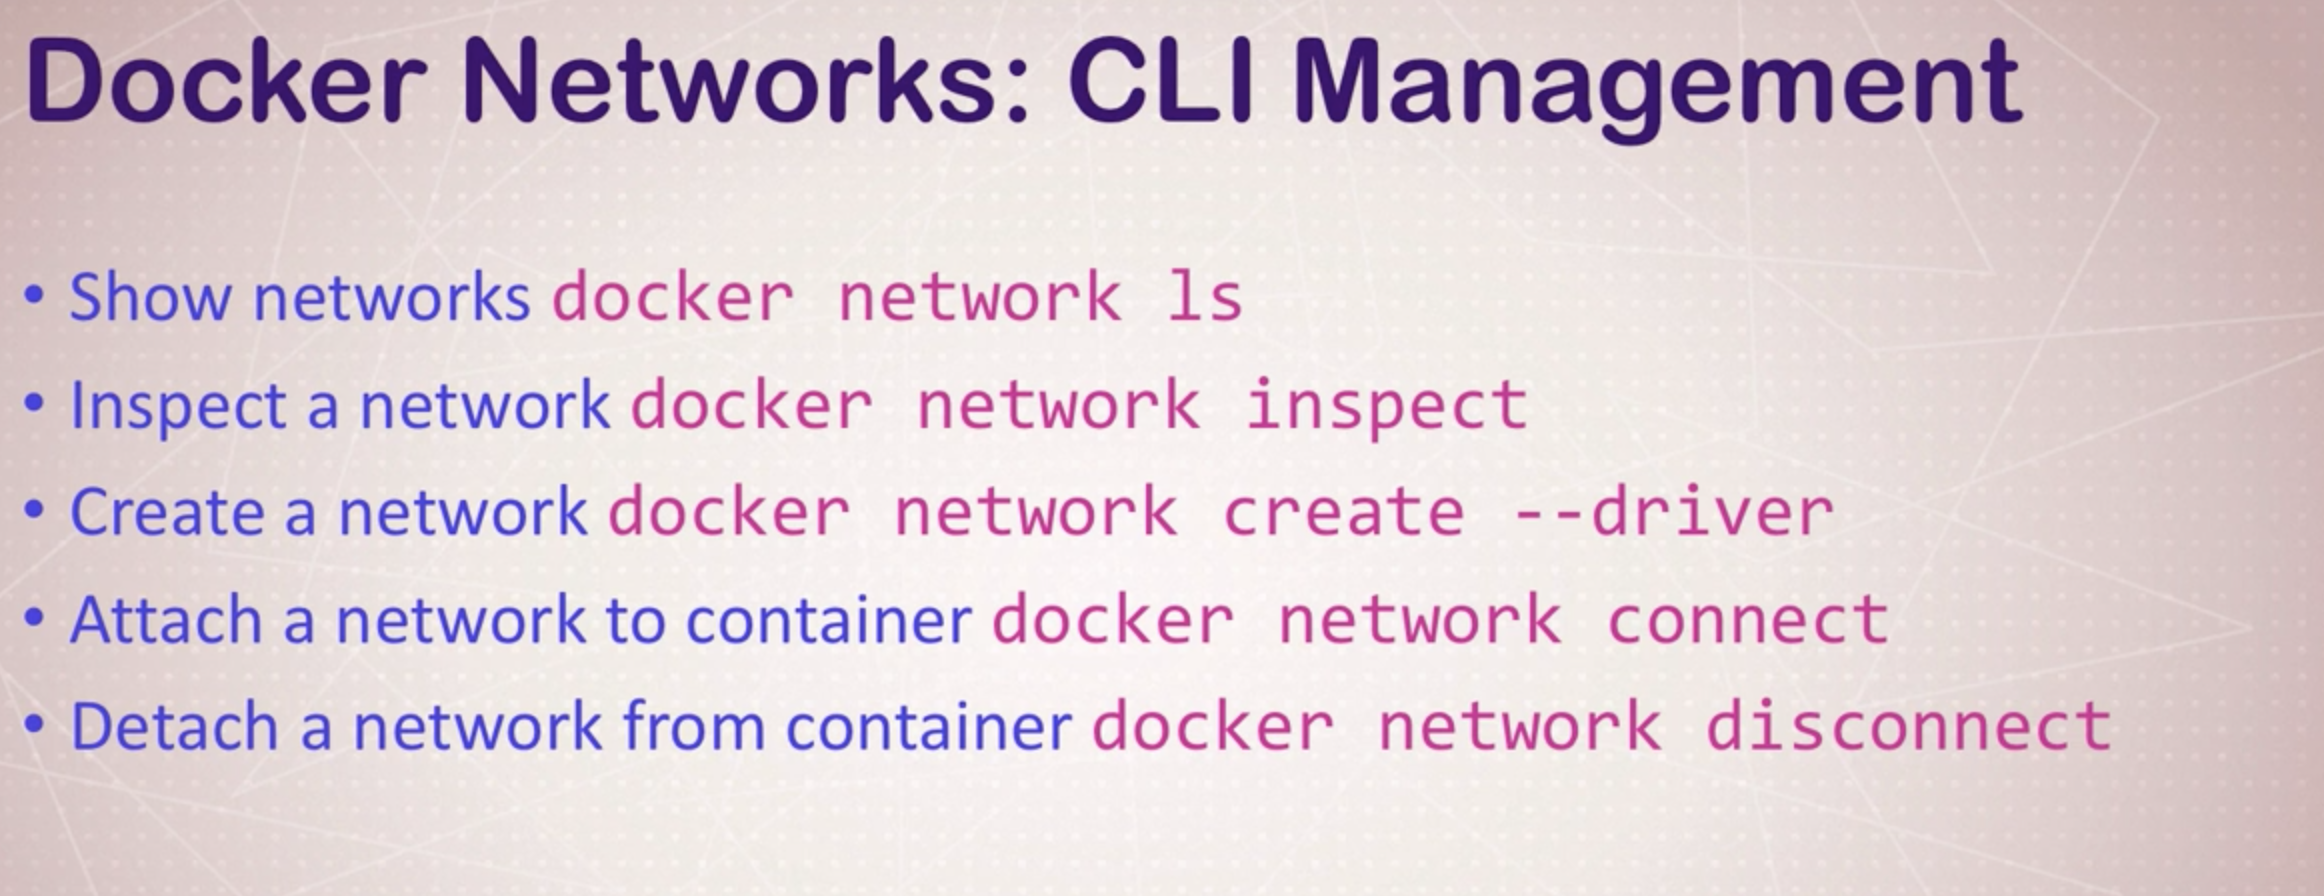 Docker Networks: CLI Management
• Show networks docker network ls
• Inspect a network docker network inspect
• Create a network docker network create --driver
• Attach a network to container docker network connect
• Detach a network from container docker network disconnect